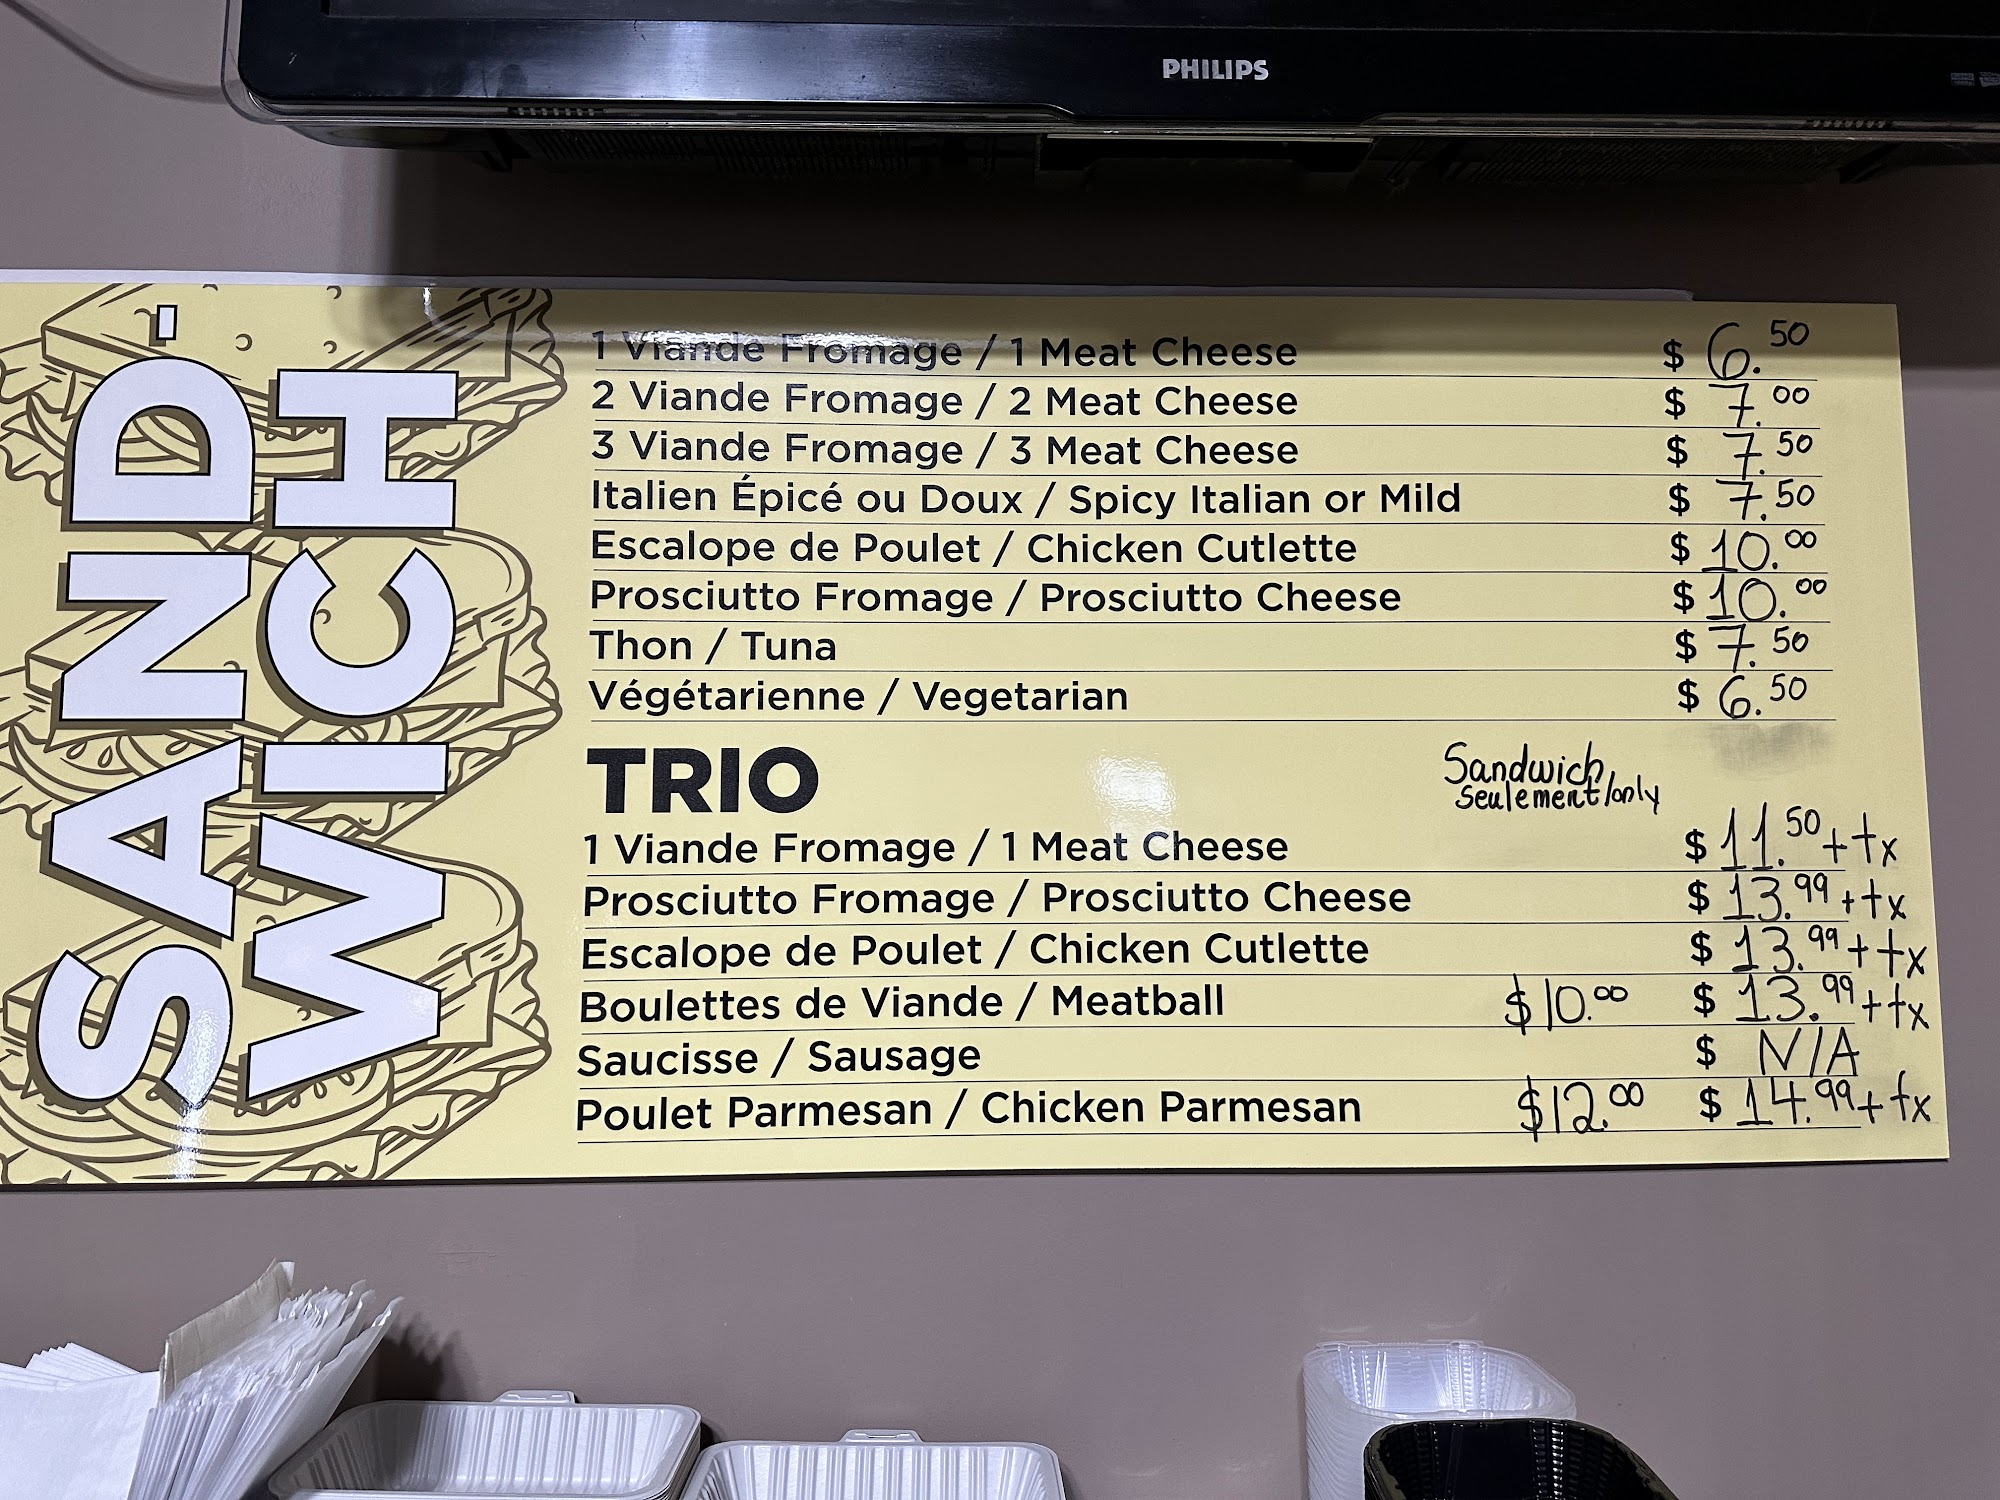 PHILIPS
SAND-
WICH
1 Viande Fromage / 1 Meat Cheese $ 6.50
2 Viande Fromage / 2 Meat Cheese $ 7.00
3 Viande Fromage / 3 Meat Cheese $ 7.50
Italien Épicé ou Doux / Spicy Italian or Mild $ 7.50
Escalope de Poulet / Chicken Cutlette $ 10.00
Prosciutto Fromage / Prosciutto Cheese $ 10.00
Thon / Tuna $ 7.50
Végétarienne / Vegetarian $ 6.50
TRIO
Sandwich
seulement/only
1 Viande Fromage / 1 Meat Cheese $ 11.50 + tx
Prosciutto Fromage / Prosciutto Cheese $ 13.99 + tx
Escalope de Poulet / Chicken Cutlette $ 13.99 + tx
Boulettes de Viande / Meatball $10.00 $ 13.99 + tx
Saucisse / Sausage $ N/A
Poulet Parmesan / Chicken Parmesan $12.00 $ 14.99 + tx